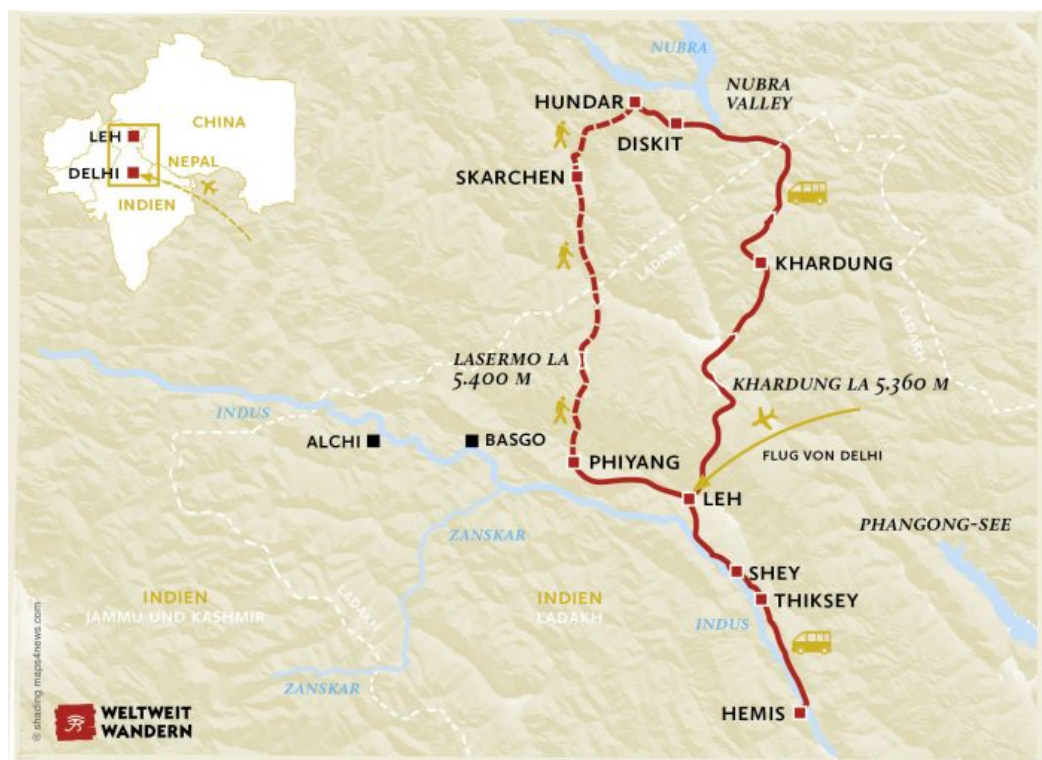 NUBRA
NUBRA
VALLEY
HUNDAR
DISKIT
CHINA
LEH
NEPAL
DELHI
INDIEN
SKARCHEN
KHARDUNG
LADAKH
LADAKH
LASERMO LA
5.400 M
KHARDUNG LA 5.360 M
INDUS
ALCHI
BASGO
PHIYANG
FLUG VON DELHI
LEH
PHANGONG-SEE
ZANSKAR
SHEY
THIKSEY
INDIEN
JAMMU UND KASHMIR
LADAKH
INDIEN
LADAKH
INDUS
ZANSKAR
HEMIS
© shading maps4news.com
WELTWEIT
WANDERN